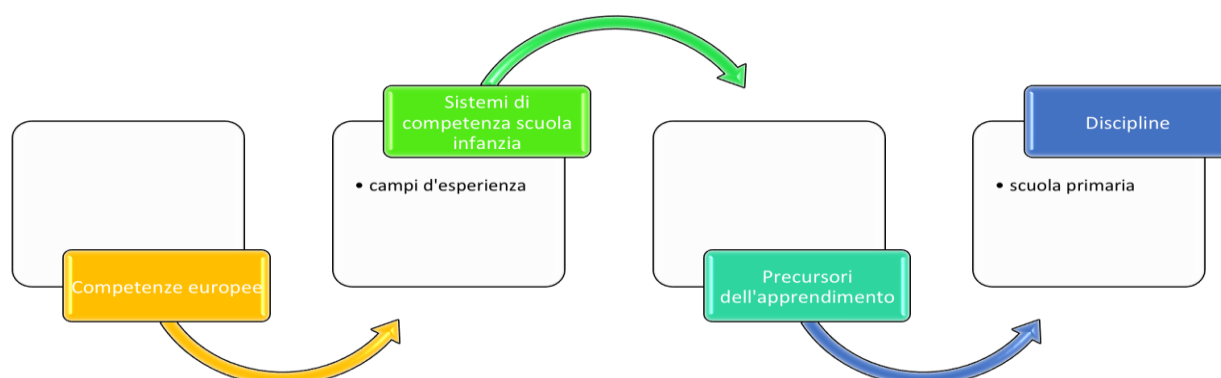 Competenze europee
Sistemi di
competenza scuola
infanzia
• campi d'esperienza
Precursori
dell'apprendimento
Discipline
• scuola primaria